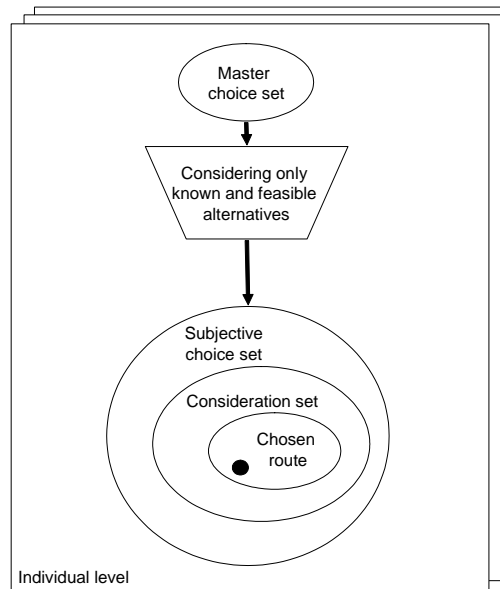 Master
choice set
Considering only
known and feasible
alternatives
Subjective
choice set
Consideration set
Chosen
route
Individual level